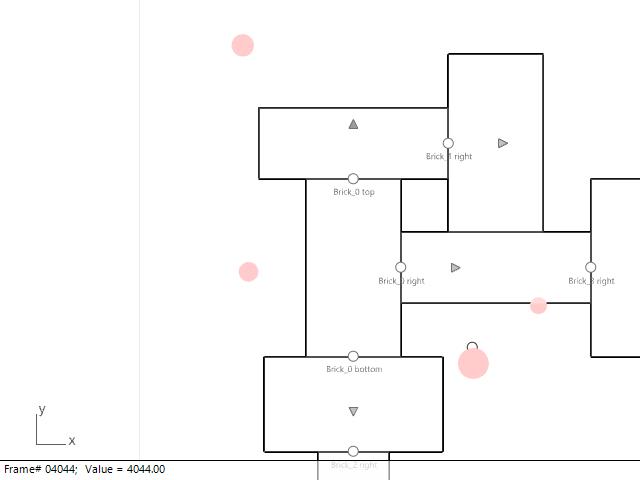 Brick_1 right
Brick_0 top
Brick_0 right
Brick_3 right
Brick_0 bottom
y
x
Brick_2 right
Frame# 04044; Value = 4044.00